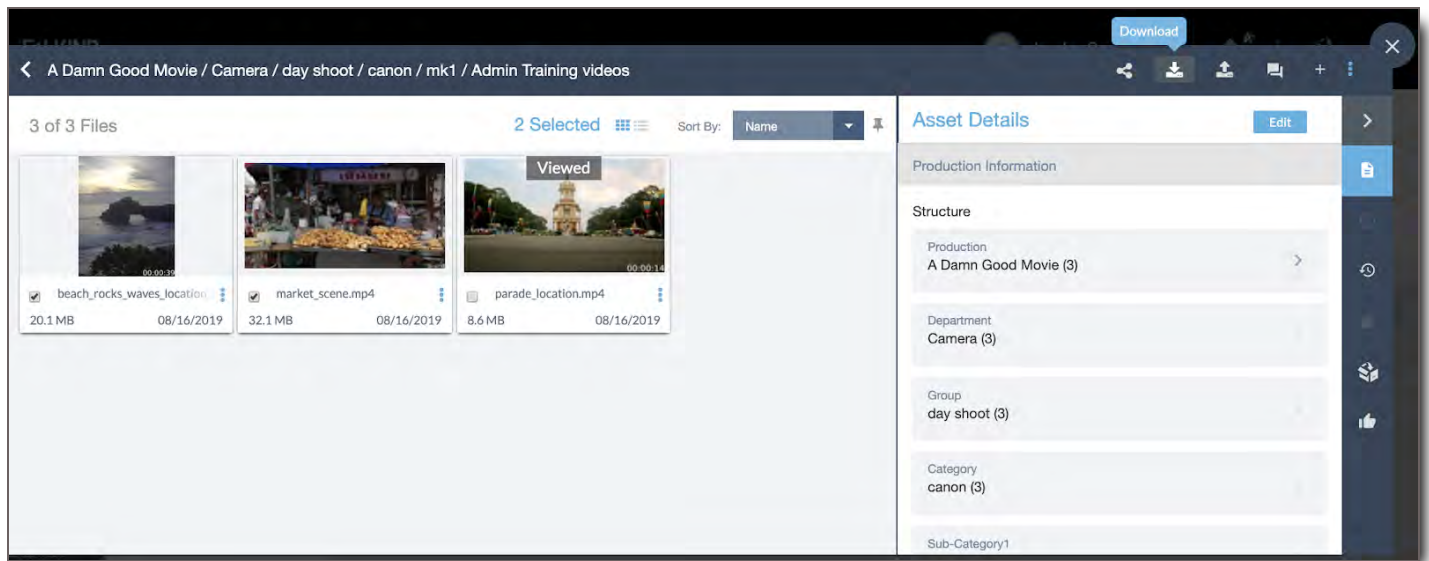 Download
A Damn Good Movie / Camera / day shoot / canon / mk1 / Admin Training videos
3 of 3 Files
2 Selected
Sort By:
Name
Asset Details
Edit
Production Information
Structure
Production
A Damn Good Movie (3)
Department
Camera (3)
Group
day shoot (3)
Category
canon (3)
Sub-Category1
00:00:39
beach_rocks_waves_location
20.1 MB 08/16/2019
market_scene.mp4
32.1 MB 08/16/2019
Viewed
00:00:14
parade_location.mp4
8.6 MB 08/16/2019